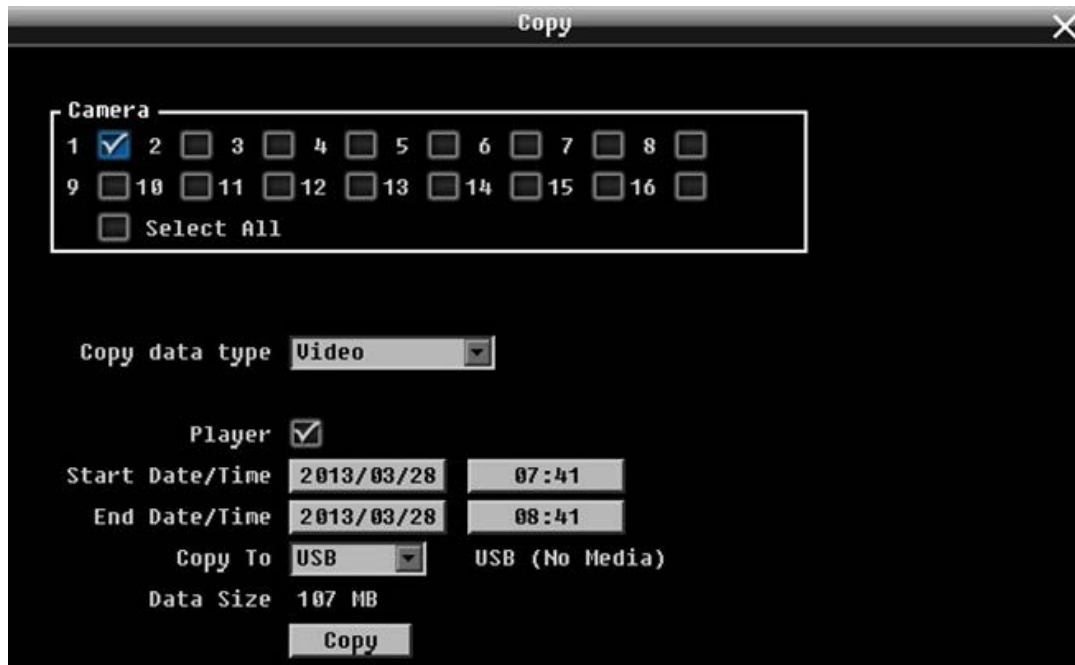 Copy
Camera
1 2 3 4 5 6 7 8
9 10 11 12 13 14 15 16
Select All
Copy data type Video
Player
Start Date/Time 2013/03/28 07:41
End Date/Time 2013/03/28 08:41
Copy To USB USB (No Media)
Data Size 107 MB
Copy